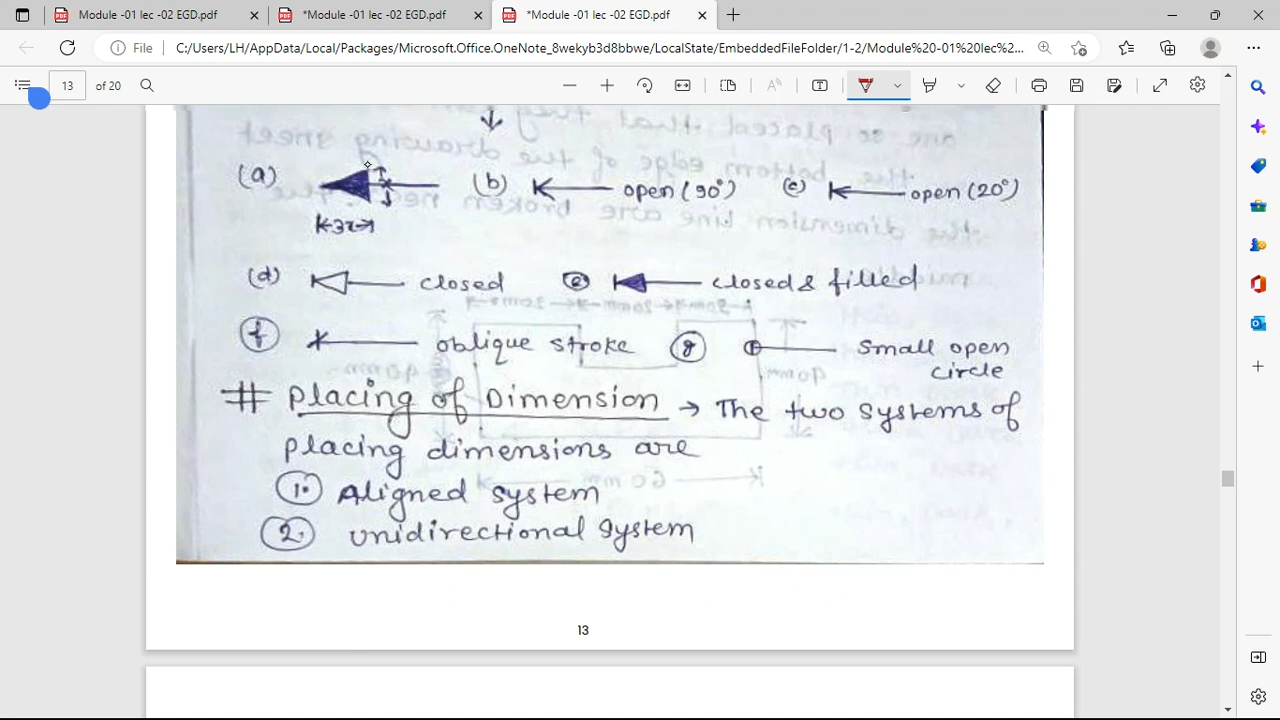 Module -01 lec -02 EGD.pdf
*Module -01 lec -02 EGD.pdf
*Module -01 lec -02 EGD.pdf
File
C:/Users/LH/AppData/Local/Packages/Microsoft.Office.OneNote_8wekyb3d8bbwe/LocalState/EmbeddedFileFolder/1-2/Module%20-01%20lec%2...
13 of 20
(a) (b) open (90°) (c) open (20°)
3x
(d) closed (e) closed & filled
(f) oblique stroke (g) Small open
circle
# Placing of Dimension → The two systems of
placing dimensions are
1. Aligned system
2. Unidirectional system
13